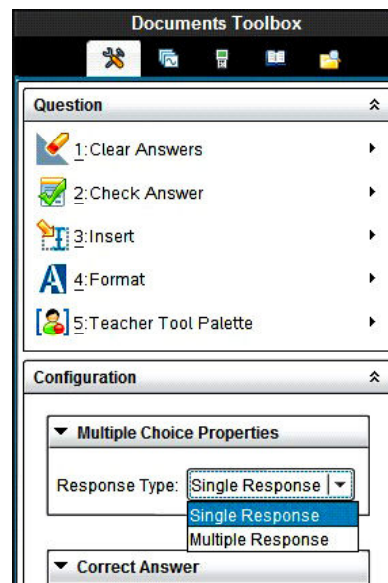 Documents Toolbox
Question
1:Clear Answers
2:Check Answer
3:Insert
4:Format
5:Teacher Tool Palette
Configuration
Multiple Choice Properties
Response Type: Single Response
Single Response
Multiple Response
Correct Answer